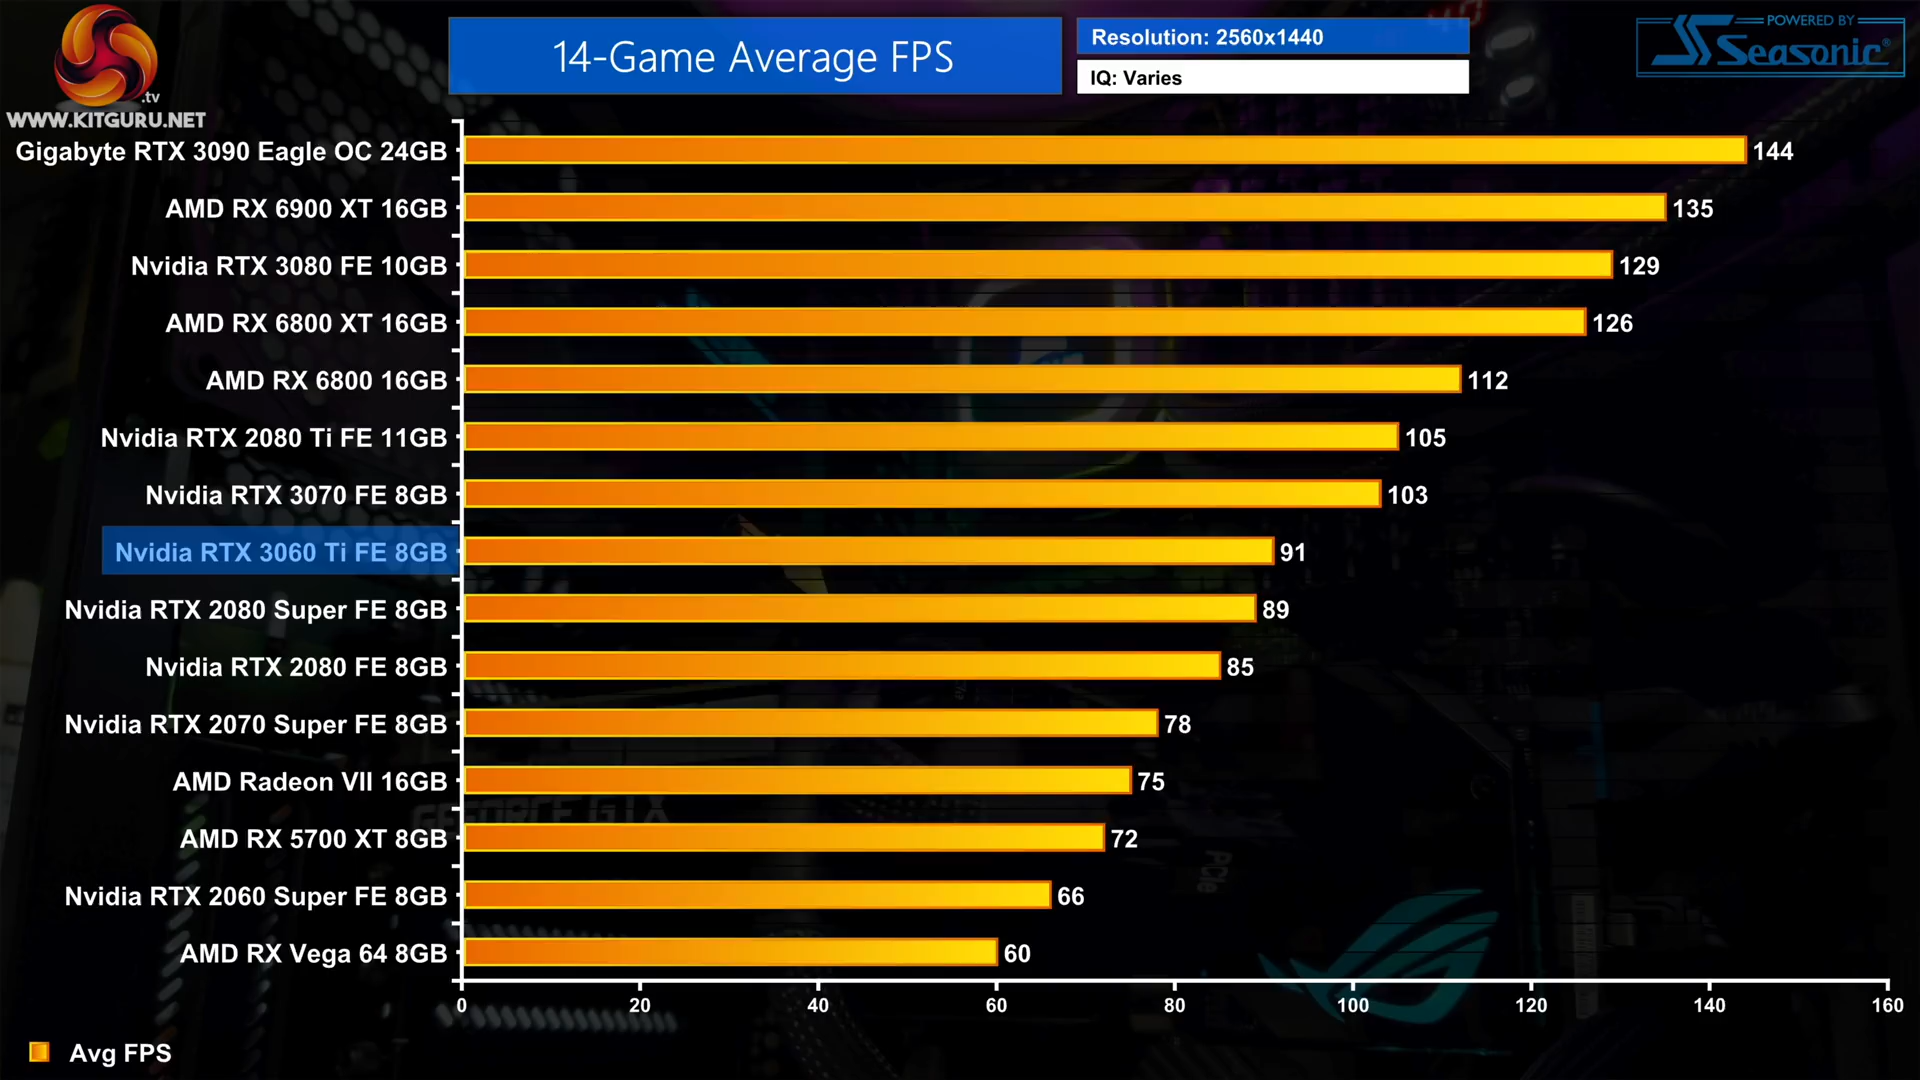 14-Game Average FPS
Resolution: 2560x1440
IQ: Varies
POWERED BY
Seasonic®
.tv
WWW.KITGURU.NET
Gigabyte RTX 3090 Eagle OC 24GB 144
AMD RX 6900 XT 16GB 135
Nvidia RTX 3080 FE 10GB 129
AMD RX 6800 XT 16GB 126
AMD RX 6800 16GB 112
Nvidia RTX 2080 Ti FE 11GB 105
Nvidia RTX 3070 FE 8GB 103
Nvidia RTX 3060 Ti FE 8GB 91
Nvidia RTX 2080 Super FE 8GB 89
Nvidia RTX 2080 FE 8GB 85
Nvidia RTX 2070 Super FE 8GB 78
AMD Radeon VII 16GB 75
GEFORCE GTX
AMD RX 5700 XT 8GB 72
PCIe
Nvidia RTX 2060 Super FE 8GB 66
AMD RX Vega 64 8GB 60
0 20 40 60 80 100 120 140 160
Avg FPS